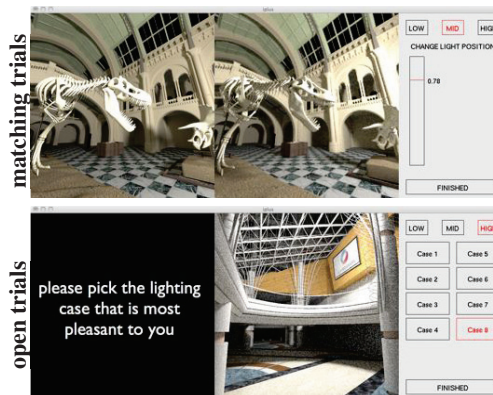 matching trials
LOW MID HIGH
CHANGE LIGHT POSITION
0.78
FINISHED
open trials
please pick the lighting
case that is most
pleasant to you
LOW MID HIGH
Case 1 Case 5
Case 2 Case 6
Case 3 Case 7
Case 4 Case 8
FINISHED